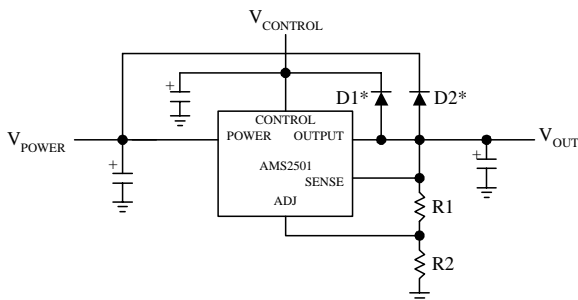 V_CONTROL
+
D1* D2*
CONTROL
V_POWER POWER OUTPUT V_OUT
+ AMS2501 +
SENSE
ADJ R1
R2